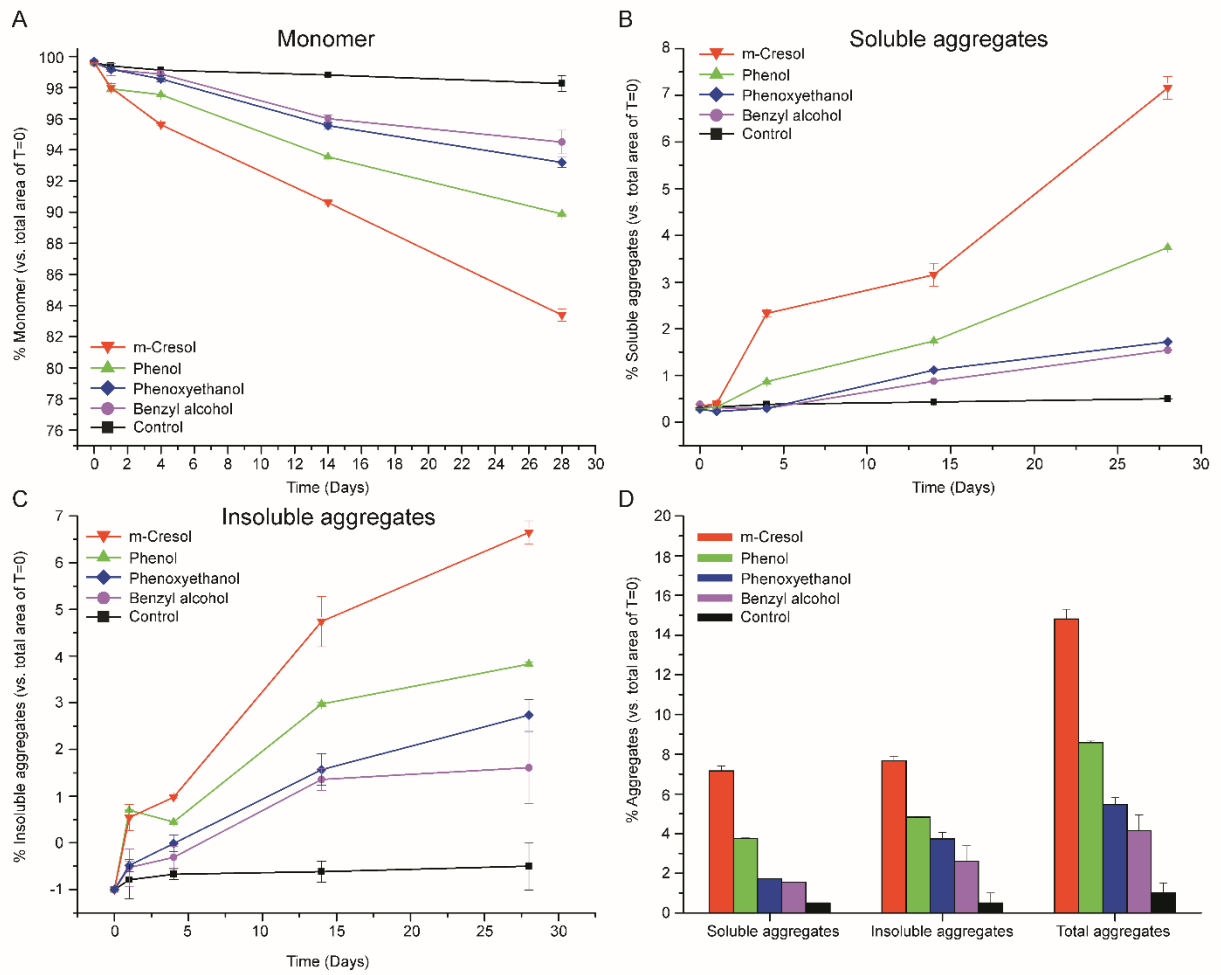 A
Monomer
% Monomer (vs. total area of T=0)
100
98
96
94
92
90
88
86
84
82
80
78
76
m-Cresol
Phenol
Phenoxyethanol
Benzyl alcohol
Control
0 2 4 6 8 10 12 14 16 18 20 22 24 26 28 30
Time (Days)
B
Soluble aggregates
% Soluble aggregates (vs. total area of T=0)
8
7
6
5
4
3
2
1
0
m-Cresol
Phenol
Phenoxyethanol
Benzyl alcohol
Control
0 5 10 15 20 25 30
Time (Days)
C
Insoluble aggregates
% Insoluble aggregates (vs. total area of T=0)
7
6
5
4
3
2
1
0
-1
m-Cresol
Phenol
Phenoxyethanol
Benzyl alcohol
Control
0 5 10 15 20 25 30
Time (Days)
D
% Aggregates (vs. total area of T=0)
20
18
16
14
12
10
8
6
4
2
0
m-Cresol
Phenol
Phenoxyethanol
Benzyl alcohol
Control
Soluble aggregates Insoluble aggregates Total aggregates